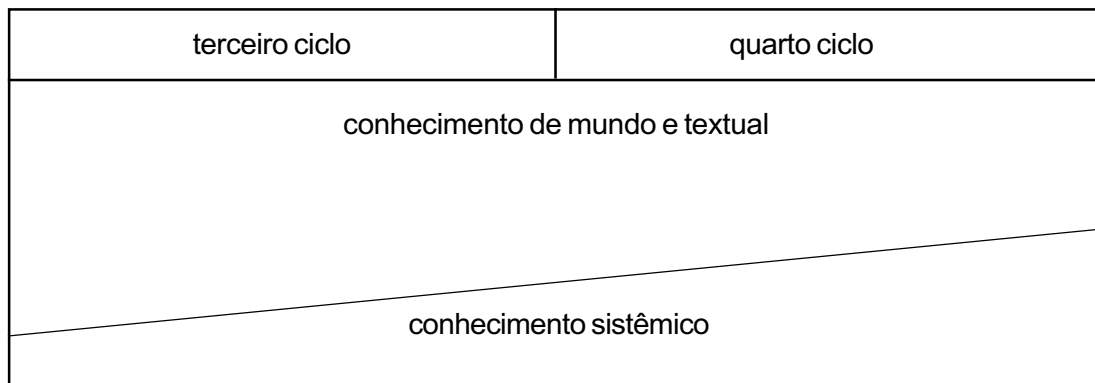 terceiro ciclo
quarto ciclo
conhecimento de mundo e textual
conhecimento sistêmico